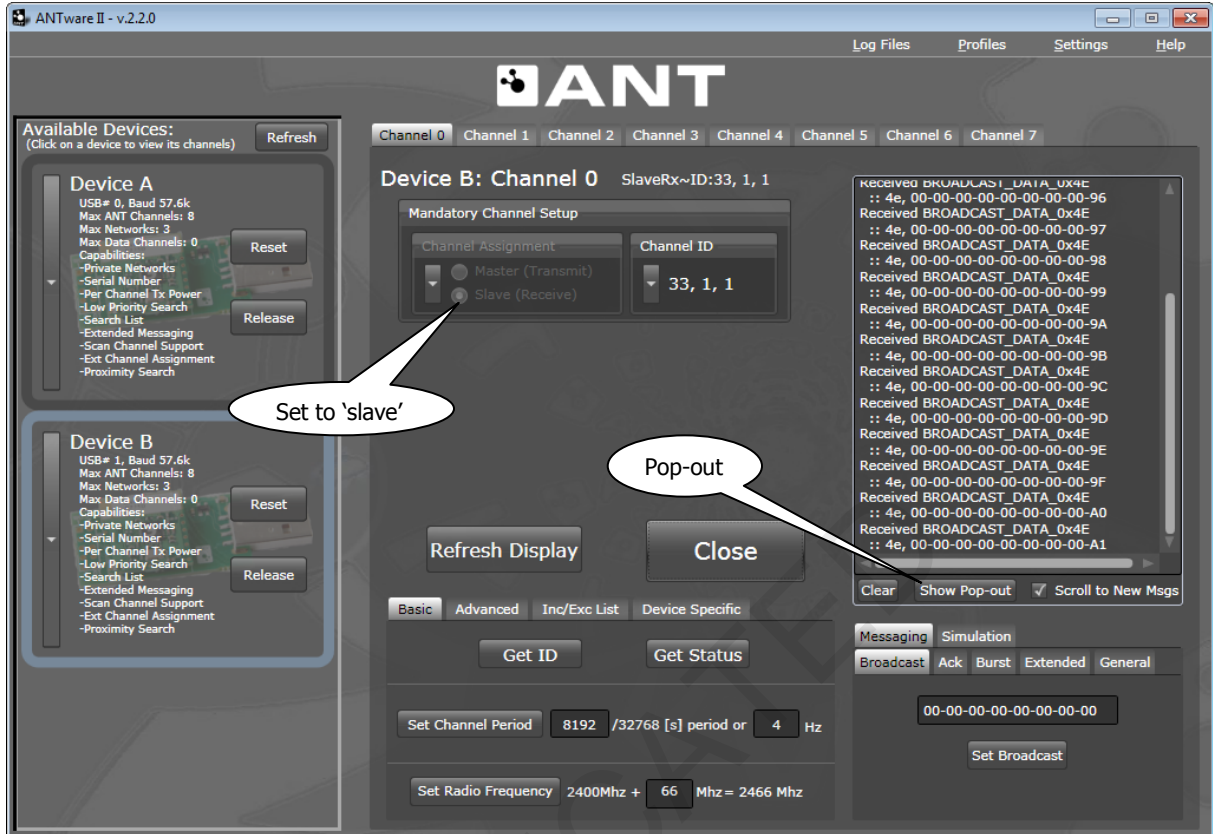 ANTware II - v.2.2.0
Log Files Profiles Settings Help
ANT
Available Devices:
(Click on a device to view its channels)
Refresh
Device A
USB# 0, Baud 57.6k
Max ANT Channels: 8
Max Networks: 3
Max Data Channels: 0
Capabilities:
-Private Networks
-Serial Number
-Per Channel Tx Power
-Low Priority Search
-Search List
-Extended Messaging
-Scan Channel Support
-Ext Channel Assignment
-Proximity Search
Reset
Release
Device B
USB# 1, Baud 57.6k
Max ANT Channels: 8
Max Networks: 3
Max Data Channels: 0
Capabilities:
-Private Networks
-Serial Number
-Per Channel Tx Power
-Low Priority Search
-Search List
-Extended Messaging
-Scan Channel Support
-Ext Channel Assignment
-Proximity Search
Reset
Release
Channel 0 Channel 1 Channel 2 Channel 3 Channel 4 Channel 5 Channel 6 Channel 7
Device B: Channel 0 SlaveRx~ID:33, 1, 1
Mandatory Channel Setup
Channel Assignment
Master (Transmit)
Slave (Receive)
Channel ID
33, 1, 1
Set to ‘slave’
Pop-out
Refresh Display
Close
Received BROADCAST_DATA_0x4E
:: 4e, 00-00-00-00-00-00-00-96
Received BROADCAST_DATA_0x4E
:: 4e, 00-00-00-00-00-00-00-97
Received BROADCAST_DATA_0x4E
:: 4e, 00-00-00-00-00-00-00-98
Received BROADCAST_DATA_0x4E
:: 4e, 00-00-00-00-00-00-00-99
Received BROADCAST_DATA_0x4E
:: 4e, 00-00-00-00-00-00-00-9A
Received BROADCAST_DATA_0x4E
:: 4e, 00-00-00-00-00-00-00-9B
Received BROADCAST_DATA_0x4E
:: 4e, 00-00-00-00-00-00-00-9C
Received BROADCAST_DATA_0x4E
:: 4e, 00-00-00-00-00-00-00-9D
Received BROADCAST_DATA_0x4E
:: 4e, 00-00-00-00-00-00-00-9E
Received BROADCAST_DATA_0x4E
:: 4e, 00-00-00-00-00-00-00-9F
Received BROADCAST_DATA_0x4E
:: 4e, 00-00-00-00-00-00-00-A0
Received BROADCAST_DATA_0x4E
:: 4e, 00-00-00-00-00-00-00-A1
Clear Show Pop-out Scroll to New Msgs
Basic Advanced Inc/Exc List Device Specific
Get ID Get Status
Set Channel Period 8192 /32768 [s] period or 4 Hz
Set Radio Frequency 2400Mhz + 66 Mhz= 2466 Mhz
Messaging Simulation
Broadcast Ack Burst Extended General
00-00-00-00-00-00-00-00
Set Broadcast